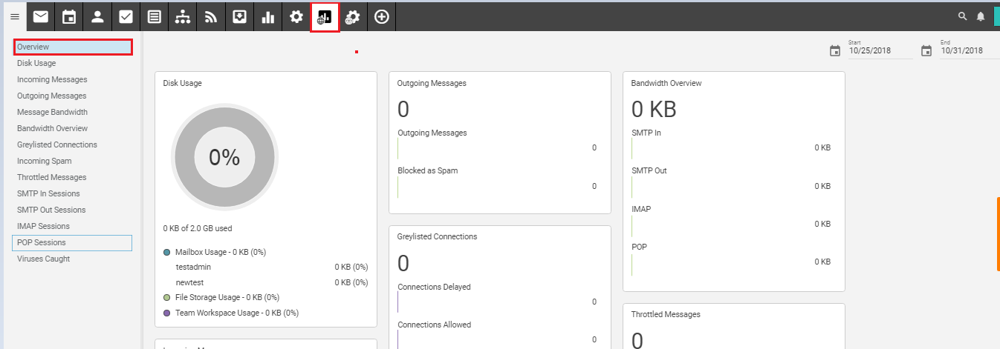 Start
10/25/2018
End
10/31/2018
Overview
Disk Usage
Incoming Messages
Outgoing Messages
Message Bandwidth
Bandwidth Overview
Greylisted Connections
Incoming Spam
Throttled Messages
SMTP In Sessions
SMTP Out Sessions
IMAP Sessions
POP Sessions
Viruses Caught
Disk Usage
0%
0 KB of 2.0 GB used
Mailbox Usage - 0 KB (0%)
testadmin 0 KB (0%)
newtest 0 KB (0%)
File Storage Usage - 0 KB (0%)
Team Workspace Usage - 0 KB (0%)
Outgoing Messages
0
Outgoing Messages
0
Blocked as Spam
0
Greylisted Connections
0
Connections Delayed
0
Connections Allowed
0
Bandwidth Overview
0 KB
SMTP In
0 KB
SMTP Out
0 KB
IMAP
0 KB
POP
0 KB
Throttled Messages
0